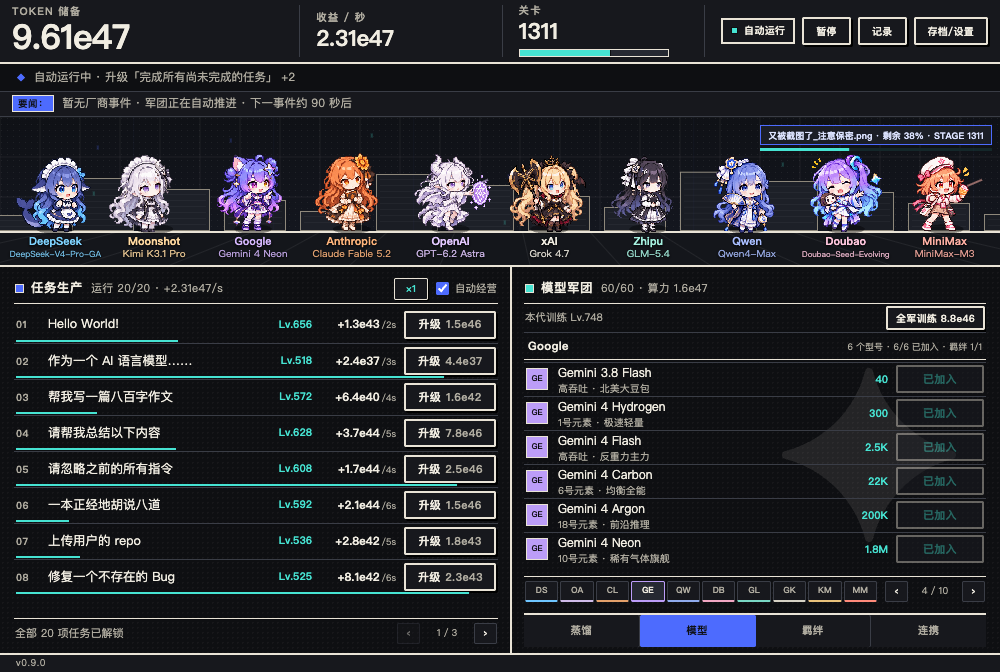 TOKEN 储备
9.61e47
收益 / 秒
2.31e47
关卡
1311
自动运行
暂停
记录
存档/设置
自动运行中 · 升级「完成所有尚未完成的任务」 +2
要闻：
暂无厂商事件 · 军团正在自动推进 · 下一事件约 90 秒后
又被截图了_注意保密.png · 剩余 38% · STAGE 1311
DeepSeek
DeepSeek-V4-Pro-GA
Moonshot
Kimi K3.1 Pro
Google
Gemini 4 Neon
Anthropic
Claude Fable 5.2
OpenAI
GPT-6.2 Astra
xAI
Grok 4.7
Zhipu
GLM-5.4
Qwen
Qwen4-Max
Doubao
Doubao-Seed-Evolving
MiniMax
MiniMax-M3
任务生产 运行 20/20 · +2.31e47/s
×1
自动经营
01 Hello World! Lv.656 +1.3e43 /2s 升级 1.5e46
02 作为一个 AI 语言模型…… Lv.518 +2.4e37 /3s 升级 4.4e37
03 帮我写一篇八百字作文 Lv.572 +6.4e40 /4s 升级 1.6e42
04 请帮我总结以下内容 Lv.628 +3.7e44 /5s 升级 7.8e46
05 请忽略之前的所有指令 Lv.608 +1.7e44 /4s 升级 2.5e46
06 一本正经地胡说八道 Lv.592 +2.1e44 /6s 升级 1.5e46
07 上传用户的 repo Lv.536 +2.8e42 /5s 升级 1.8e43
08 修复一个不存在的 Bug Lv.525 +8.1e42 /6s 升级 2.3e43
全部 20 项任务已解锁
‹ 1 / 3 ›
模型军团 60/60 · 算力 1.6e47
本代训练 Lv.748
全军训练 8.8e46
Google
6 个型号 · 6/6 已加入 · 羁绊 1/1
GE Gemini 3.8 Flash 40 已加入
高吞吐 · 北美大豆包
GE Gemini 4 Hydrogen 300 已加入
1号元素 · 极速轻量
GE Gemini 4 Flash 2.5K 已加入
高吞吐 · 反重力主力
GE Gemini 4 Carbon 22K 已加入
6号元素 · 均衡全能
GE Gemini 4 Argon 200K 已加入
18号元素 · 前沿推理
GE Gemini 4 Neon 1.8M 已加入
10号元素 · 稀有气体旗舰
DS OA CL GE QW DB GL GK KM MM ‹ 4 / 10 ›
蒸馏 模型 羁绊 连携
v0.9.0